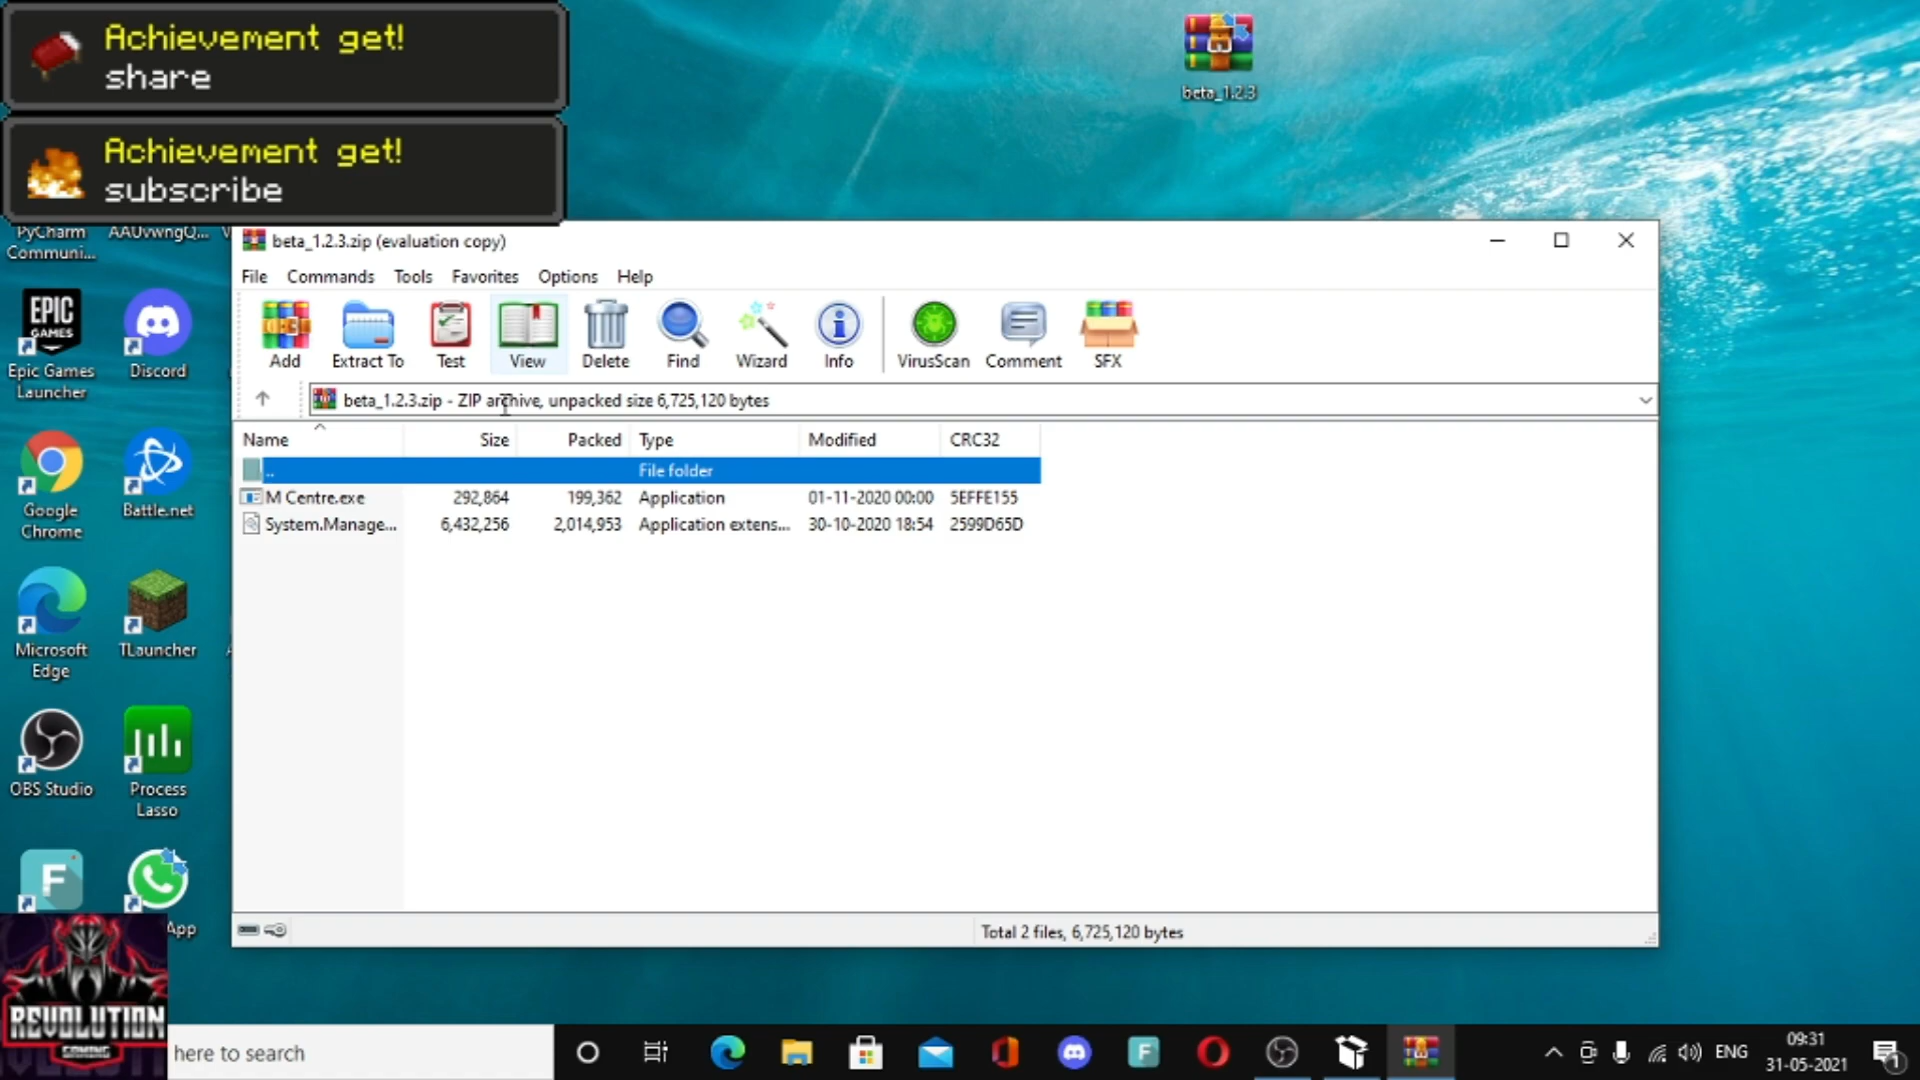 Achievement get!
share
Achievement get!
subscribe
beta_1.2.3
PyCharm
Communi...
AAUvwngQ...
beta_1.2.3.zip (evaluation copy)
File Commands Tools Favorites Options Help
Add Extract To Test View Delete Find Wizard Info VirusScan Comment SFX
beta_1.2.3.zip - ZIP archive, unpacked size 6,725,120 bytes
Name Size Packed Type Modified CRC32
.. File folder
M Centre.exe 292,864 199,362 Application 01-11-2020 00:00 5EFFE155
System.Manage... 6,432,256 2,014,953 Application extens... 30-10-2020 18:54 2599D65D
Total 2 files, 6,725,120 bytes
EPIC
GAMES
Epic Games
Launcher
Discord
Google
Chrome
Battle.net
Microsoft
Edge
TLauncher
OBS Studio
Process
Lasso
F
App
REVOLUTION
GAMING
here to search
F
ENG
09:31
31-05-2021
1